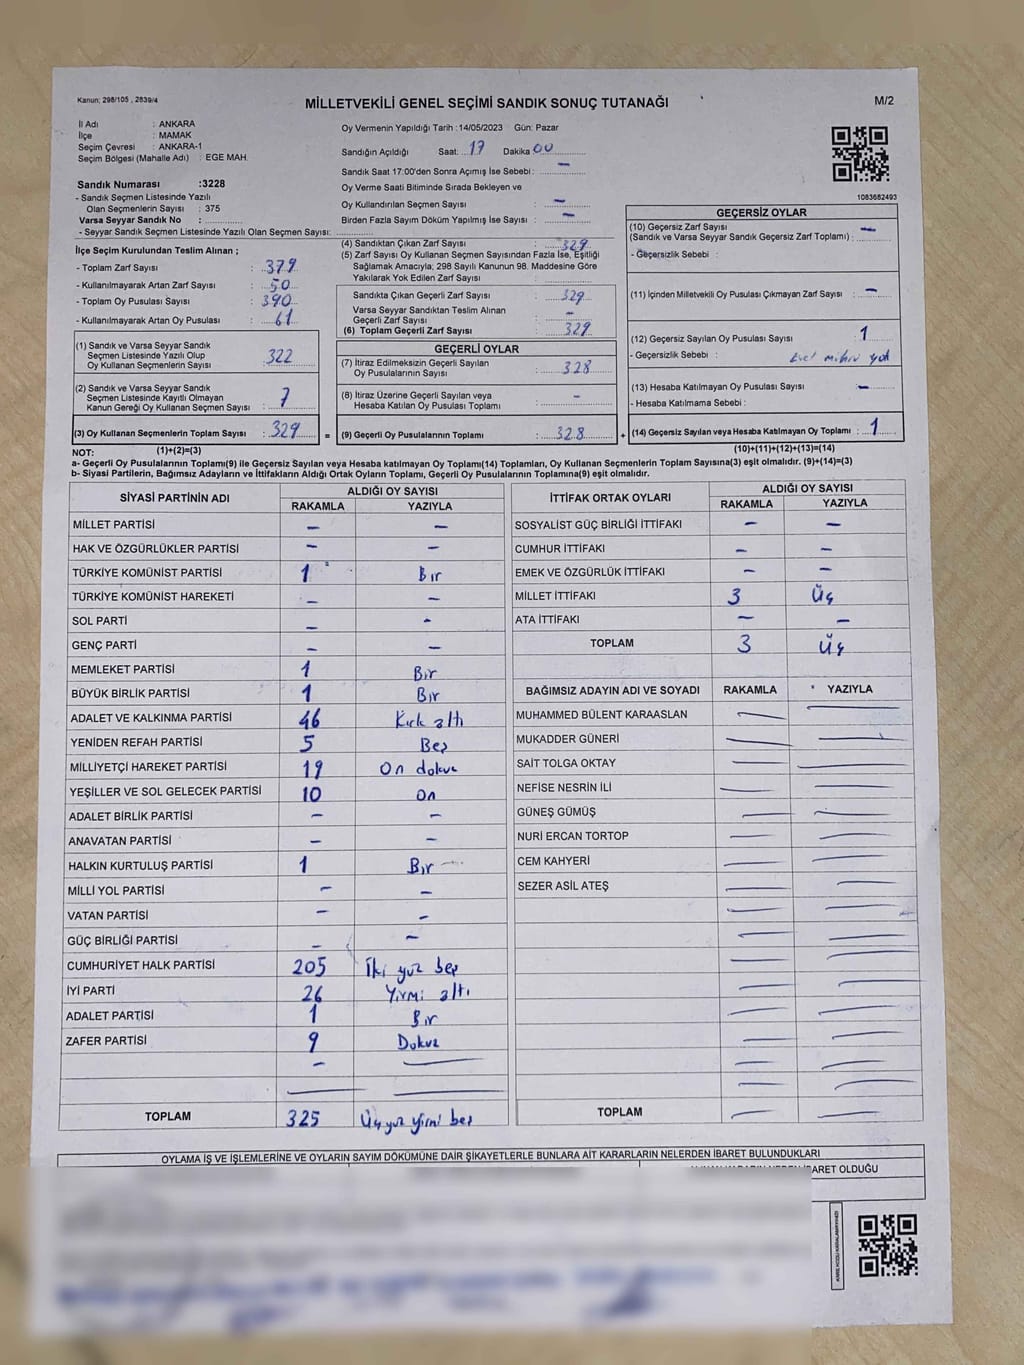 Kanun; 298/105 , 2839/4
MİLLETVEKİLİ GENEL SEÇİMİ SANDIK SONUÇ TUTANAĞI
M/2
İl Adı : ANKARA
İlçe : MAMAK
Seçim Çevresi : ANKARA-1
Seçim Bölgesi (Mahalle Adı) : EGE MAH.
Sandık Numarası :3228
- Sandık Seçmen Listesinde Yazılı
Olan Seçmenlerin Sayısı : 375
Varsa Seyyar Sandık No : ............
- Seyyar Sandık Seçmen Listesinde Yazılı Olan Seçmen Sayısı: ............
Oy Vermenin Yapıldığı Tarih : 14/05/2023 Gün: Pazar
Sandığın Açıldığı Saat: 17 Dakika 00
Sandık Saat 17:00'den Sonra Açımış İse Sebebi: –
Oy Verme Saati Bitiminde Sırada Bekleyen ve
Oy Kullandırılan Seçmen Sayısı : –
Birden Fazla Sayım Döküm Yapılmış İse Sayısı : –
1083682493
İlçe Seçim Kurulundan Teslim Alınan ;
- Toplam Zarf Sayısı : 379
- Kullanılmayarak Artan Zarf Sayısı : 50
- Toplam Oy Pusulası Sayısı : 390
- Kullanılmayarak Artan Oy Pusulası : 61
(1) Sandık ve Varsa Seyyar Sandık
Seçmen Listesinde Yazılı Olup
Oy Kullanan Seçmenlerin Sayısı : 322
(2) Sandık ve Varsa Seyyar Sandık
Seçmen Listesinde Kayıtlı Olmayan
Kanun Gereği Oy Kullanan Seçmen Sayısı : 7
(3) Oy Kullanan Seçmenlerin Toplam Sayısı : 329 =
(4) Sandıktan Çıkan Zarf Sayısı : 329
(5) Zarf Sayısı Oy Kullanan Seçmen Sayısından Fazla İse, Eşitliği
Sağlamak Amacıyla, 298 Sayılı Kanunun 98. Maddesine Göre
Yakılarak Yok Edilen Zarf Sayısı : ............
Sandıkta Çıkan Geçerli Zarf Sayısı : 329
Varsa Seyyar Sandıktan Teslim Alınan
Geçerli Zarf Sayısı : –
(6) Toplam Geçerli Zarf Sayısı : 329
GEÇERLİ OYLAR
(7) İtiraz Edilmeksizin Geçerli Sayılan
Oy Pusulalarının Sayısı : 328
(8) İtiraz Üzerine Geçerli Sayılan veya
Hesaba Katılan Oy Pusulası Toplamı : -
(9) Geçerli Oy Pusulalarının Toplamı : 328 +
GEÇERSİZ OYLAR
(10) Geçersiz Zarf Sayısı
(Sandık ve Varsa Seyyar Sandık Geçersiz Zarf Toplamı) : –
- Geçersizlik Sebebi :
(11) İçinden Milletvekili Oy Pusulası Çıkmayan Zarf Sayısı : –
(12) Geçersiz Sayılan Oy Pusulası Sayısı : 1
- Geçersizlik Sebebi : Evet mührü yok
(13) Hesaba Katılmayan Oy Pusulası Sayısı : –
- Hesaba Katılmama Sebebi :
(14) Geçersiz Sayılan veya Hesaba Katılmayan Oy Toplamı : 1
NOT: (1)+(2)=(3) (10)+(11)+(12)+(13)=(14)
a- Geçerli Oy Pusulalarının Toplamı(9) ile Geçersiz Sayılan veya Hesaba katılmayan Oy Toplam(14) Toplamları, Oy Kullanan Seçmenlerin Toplam Sayısına(3) eşit olmalıdır. (9)+(14)=(3)
b- Siyasi Partilerin, Bağımsız Adayların ve İttifakların Aldığı Ortak Oyların Toplamı, Geçerli Oy Pusulalarının Toplamına(9) eşit olmalıdır.
SİYASİ PARTİNİN ADI ALDIĞI OY SAYISI
RAKAMLA YAZIYLA
MİLLET PARTİSİ – –
HAK VE ÖZGÜRLÜKLER PARTİSİ – –
TÜRKİYE KOMÜNİST PARTİSİ 1 Bir
TÜRKİYE KOMÜNİST HAREKETİ – –
SOL PARTİ – -
GENÇ PARTİ – –
MEMLEKET PARTİSİ 1 Bir
BÜYÜK BİRLİK PARTİSİ 1 Bir
ADALET VE KALKINMA PARTİSİ 46 Kırk altı
YENİDEN REFAH PARTİSİ 5 Beş
MİLLİYETÇİ HAREKET PARTİSİ 19 On dokuz
YEŞİLLER VE SOL GELECEK PARTİSİ 10 On
ADALET BİRLİK PARTİSİ – –
ANAVATAN PARTİSİ – –
HALKIN KURTULUŞ PARTİSİ 1 Bir
MİLLİ YOL PARTİSİ – –
VATAN PARTİSİ – –
GÜÇ BİRLİĞİ PARTİSİ – –
CUMHURİYET HALK PARTİSİ 205 İki yüz beş
İYİ PARTİ 26 Yirmi altı
ADALET PARTİSİ 1 Bir
ZAFER PARTİSİ 9 Dokuz
TOPLAM 325 Üç yüz yirmi beş
İTTİFAK ORTAK OYLARI ALDIĞI OY SAYISI
RAKAMLA YAZIYLA
SOSYALİST GÜÇ BİRLİĞİ İTTİFAKI – –
CUMHUR İTTİFAKI – –
EMEK VE ÖZGÜRLÜK İTTİFAKI – –
MİLLET İTTİFAKI 3 Üç
ATA İTTİFAKI – –
TOPLAM 3 Üç
BAĞIMSIZ ADAYIN ADI VE SOYADI RAKAMLA YAZIYLA
MUHAMMED BÜLENT KARAASLAN
MUKADDER GÜNERİ
SAİT TOLGA OKTAY
NEFİSE NESRİN İLİ
GÜNEŞ GÜMÜŞ
NURİ ERCAN TORTOP
CEM KAHYERİ
SEZER ASİL ATEŞ
TOPLAM
OYLAMA İŞ VE İŞLEMLERİNE VE OYLARIN SAYIM DÖKÜMÜNE DAİR ŞİKAYETLERLE BUNLARA AİT KARARLARIN NELERDEN İBARET BULUNDUKLARI
İBARET OLDUĞU